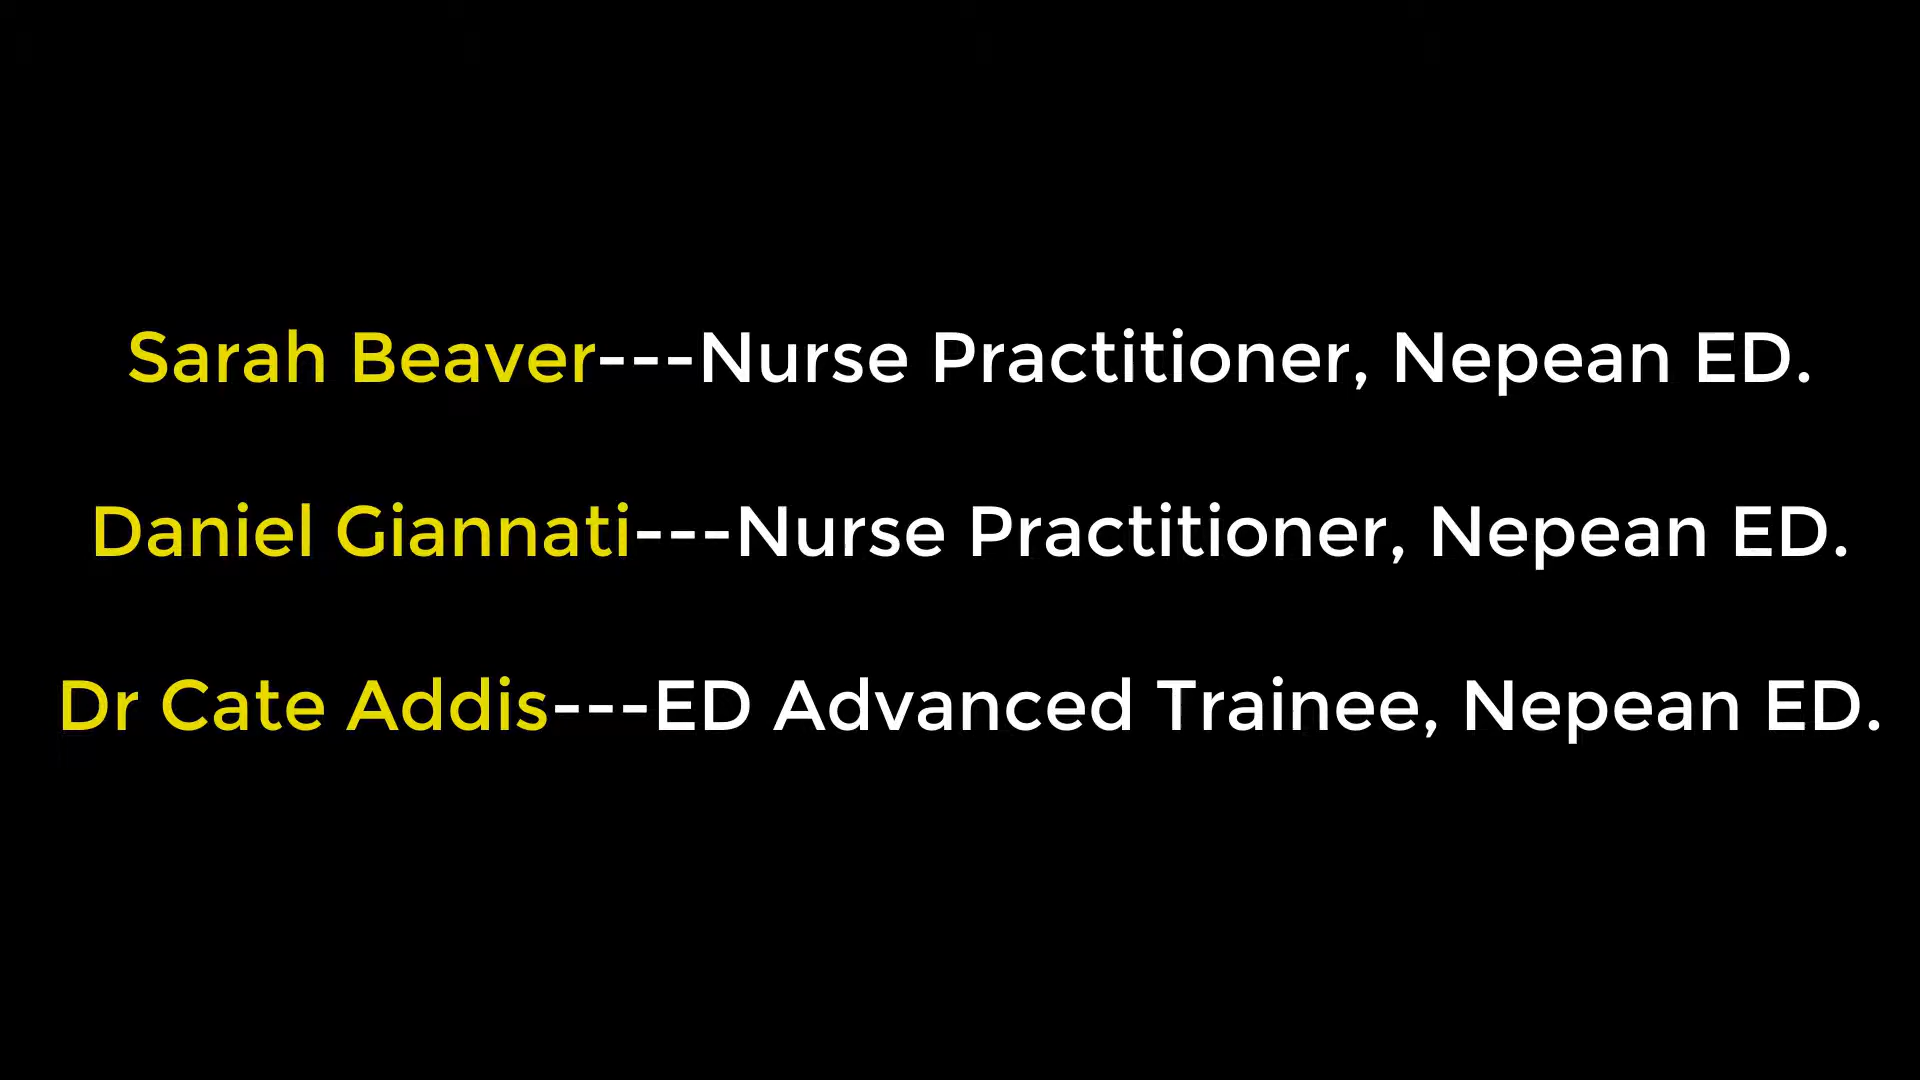 Sarah Beaver---Nurse Practitioner, Nepean ED.
Daniel Giannati---Nurse Practitioner, Nepean ED.
Dr Cate Addis---ED Advanced Trainee, Nepean ED.